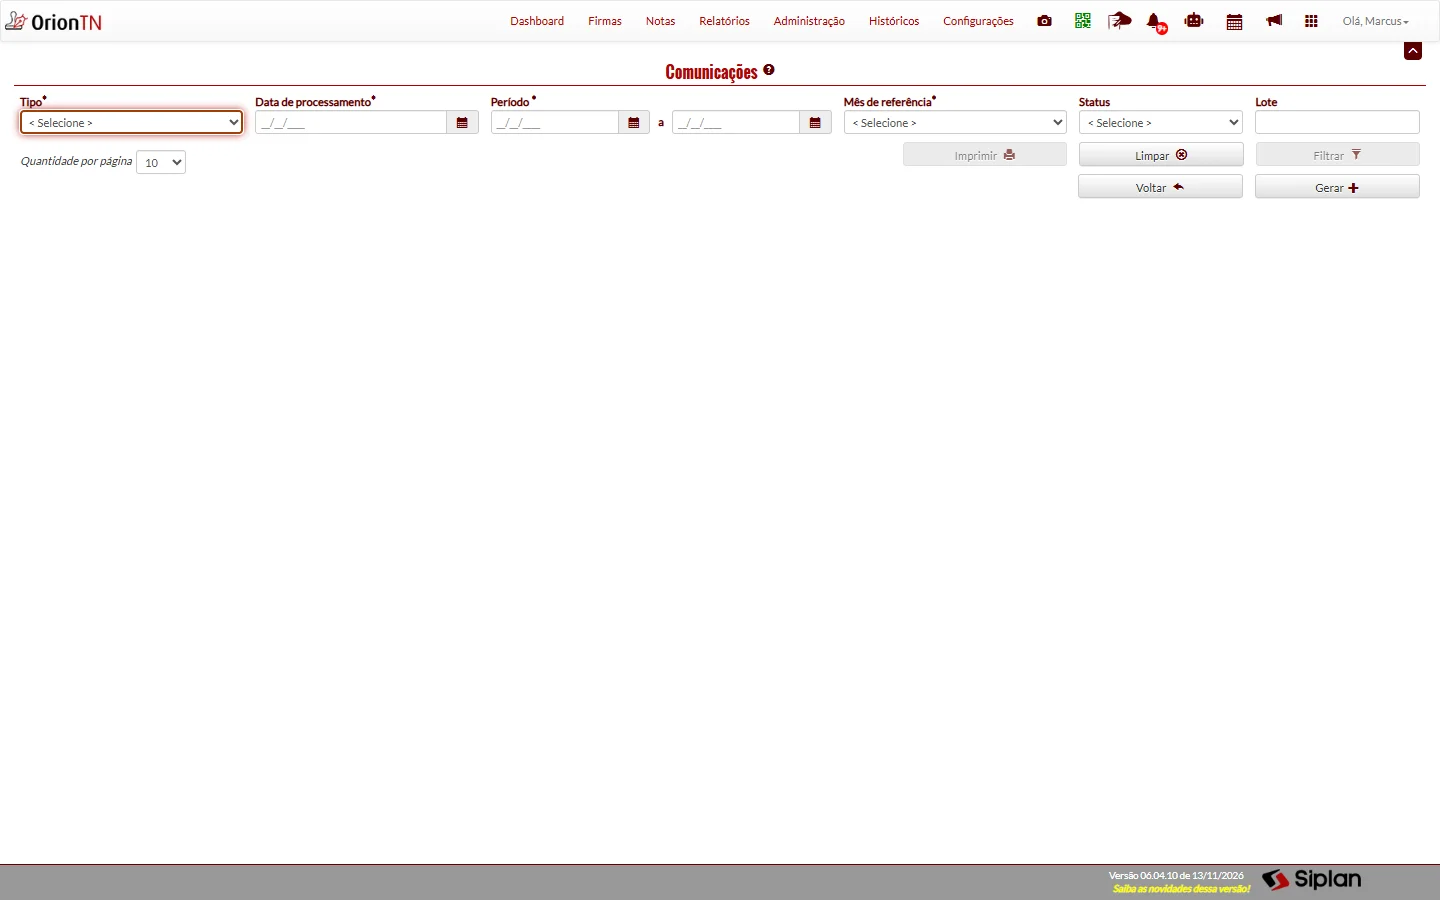 OrionTN
Dashboard Firmas Notas Relatórios Administração Históricos Configurações 9+ Olá, Marcus
Comunicações ?
Tipo* Data de processamento* Período * Mês de referência* Status Lote
< Selecione > __/__/____ __/__/____ a __/__/____ < Selecione > < Selecione >
Quantidade por página 10 Imprimir Limpar Filtrar
Voltar Gerar
Versão 06.04.10 de 13/11/2026
Saiba as novidades dessa versão!
Siplan